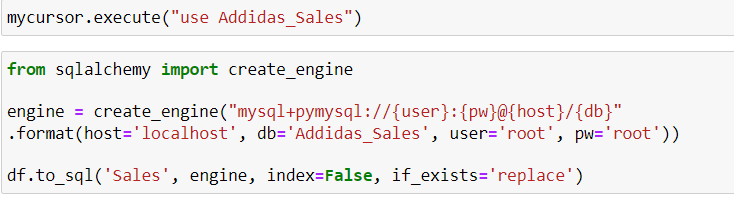 mycursor.execute("use Addidas_Sales")
from sqlalchemy import create_engine
engine = create_engine("mysql+pymysql://{user}:{pw}@{host}/{db}"
.format(host='localhost', db='Addidas_Sales', user='root', pw='root'))
df.to_sql('Sales', engine, index=False, if_exists='replace')